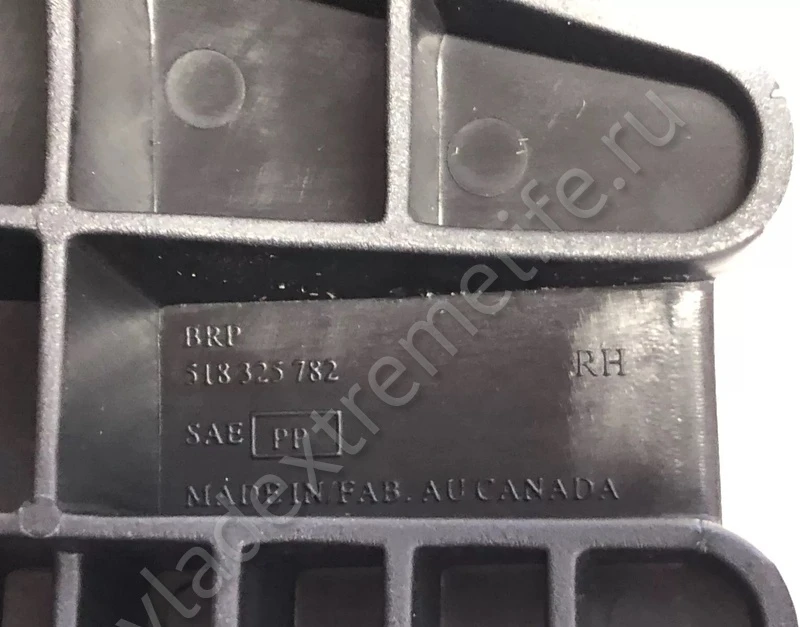 BRP
518 325 782
RH
SAE PP
MADE IN/FAB. AU CANADA
vladextremelife.ru